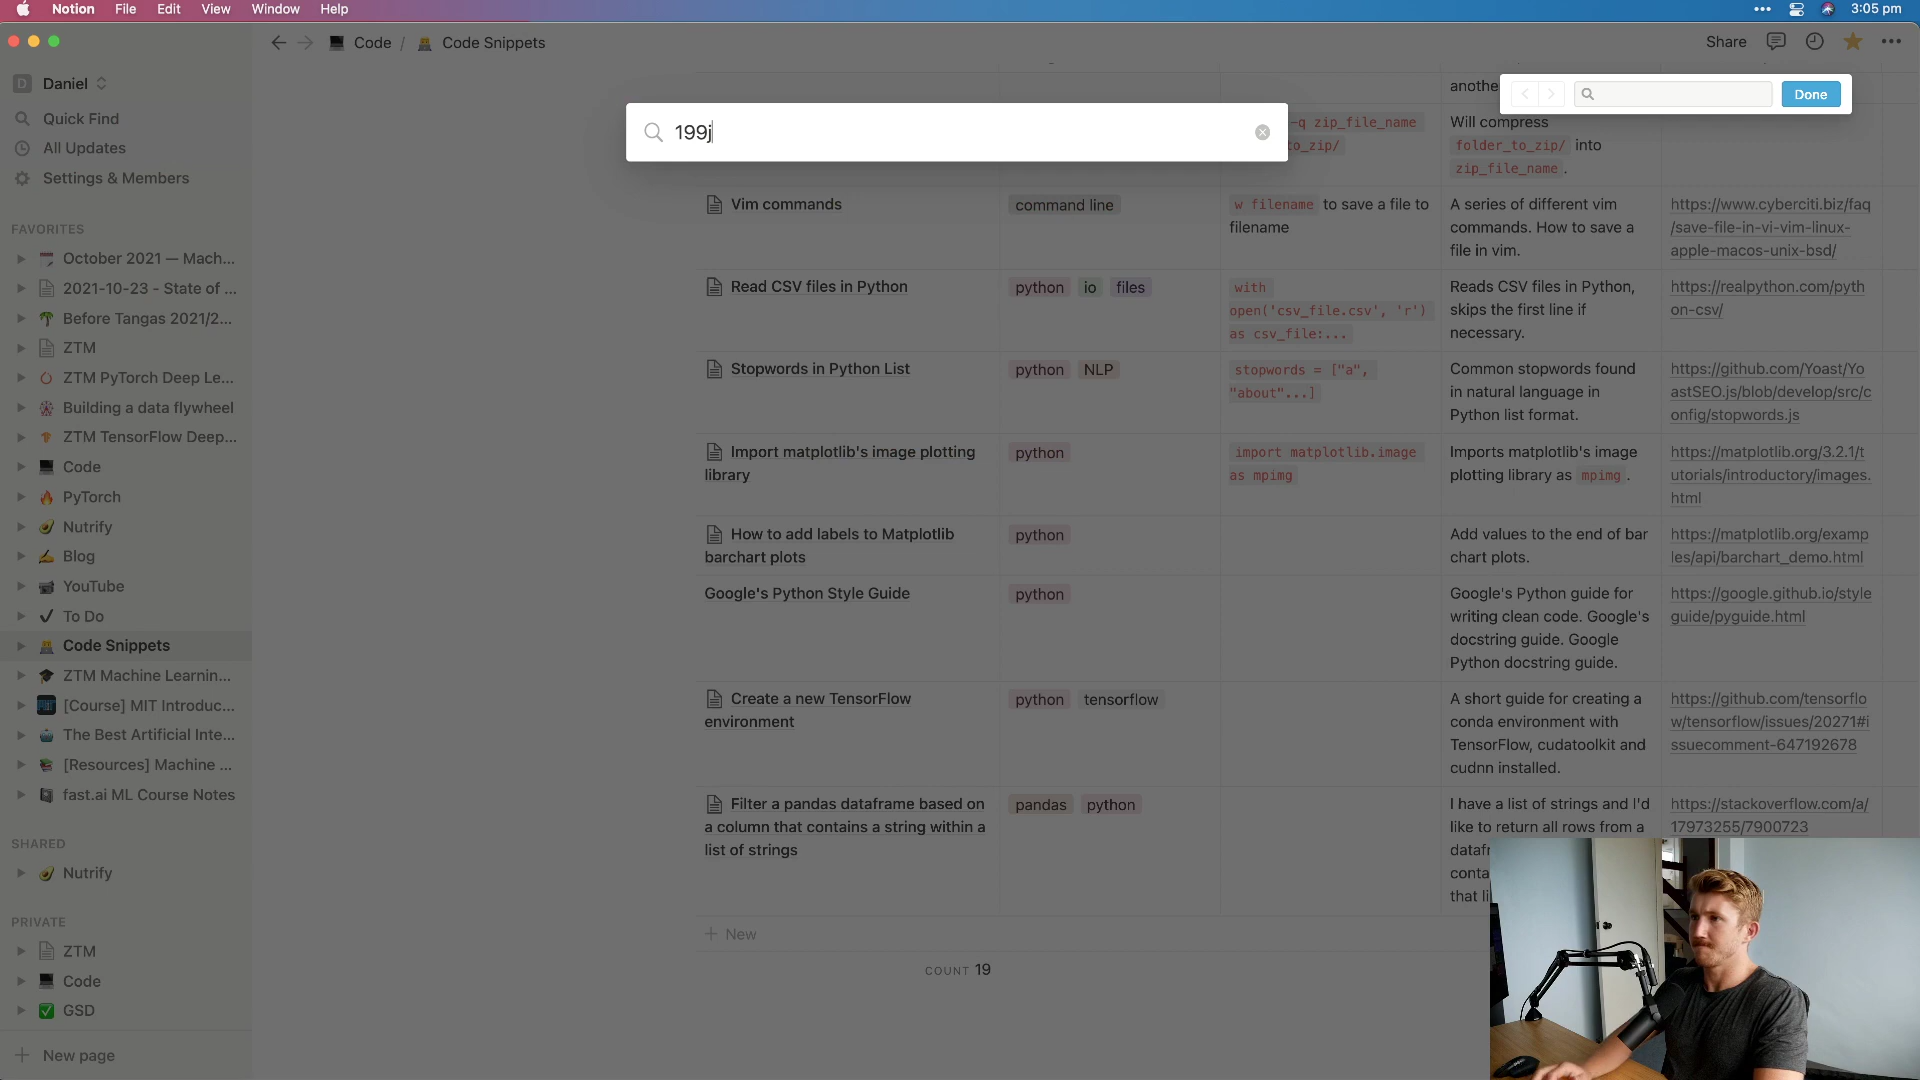 Notion File Edit View Window Help
3:05 pm
Code / Code Snippets
Share
D Daniel
Quick Find
All Updates
Settings & Members
FAVORITES
October 2021 — Mach...
2021-10-23 - State of ...
Before Tangas 2021/2...
ZTM
ZTM PyTorch Deep Le...
Building a data flywheel
ZTM TensorFlow Deep...
Code
PyTorch
Nutrify
Blog
YouTube
To Do
Code Snippets
ZTM Machine Learnin...
[Course] MIT Introduc...
The Best Artificial Inte...
[Resources] Machine ...
fast.ai ML Course Notes
SHARED
Nutrify
PRIVATE
ZTM
Code
GSD
New page
199j
Done
anothe
-q zip_file_name
to_zip/
Will compress
folder_to_zip/ into
zip_file_name .
Vim commands
command line
w filename to save a file to
filename
A series of different vim
commands. How to save a
file in vim.
https://www.cyberciti.biz/faq
/save-file-in-vi-vim-linux-
apple-macos-unix-bsd/
Read CSV files in Python
python io files
with
open('csv_file.csv', 'r')
as csv_file:...
Reads CSV files in Python,
skips the first line if
necessary.
https://realpython.com/pyth
on-csv/
Stopwords in Python List
python NLP
stopwords = ["a",
"about"...]
Common stopwords found
in natural language in
Python list format.
https://github.com/Yoast/Yo
astSEO.js/blob/develop/src/c
onfig/stopwords.js
Import matplotlib's image plotting
library
python
import matplotlib.image
as mpimg
Imports matplotlib's image
plotting library as mpimg .
https://matplotlib.org/3.2.1/t
utorials/introductory/images.
html
How to add labels to Matplotlib
barchart plots
python
Add values to the end of bar
chart plots.
https://matplotlib.org/examp
les/api/barchart_demo.html
Google's Python Style Guide
python
Google's Python guide for
writing clean code. Google's
docstring guide. Google
Python docstring guide.
https://google.github.io/style
guide/pyguide.html
Create a new TensorFlow
environment
python tensorflow
A short guide for creating a
conda environment with
TensorFlow, cudatoolkit and
cudnn installed.
https://github.com/tensorflo
w/tensorflow/issues/20271#i
ssuecomment-647192678
Filter a pandas dataframe based on
a column that contains a string within a
list of strings
pandas python
I have a list of strings and I'd
like to return all rows from a
datafr
conta
that li
https://stackoverflow.com/a/
17973255/7900723
New
COUNT 19